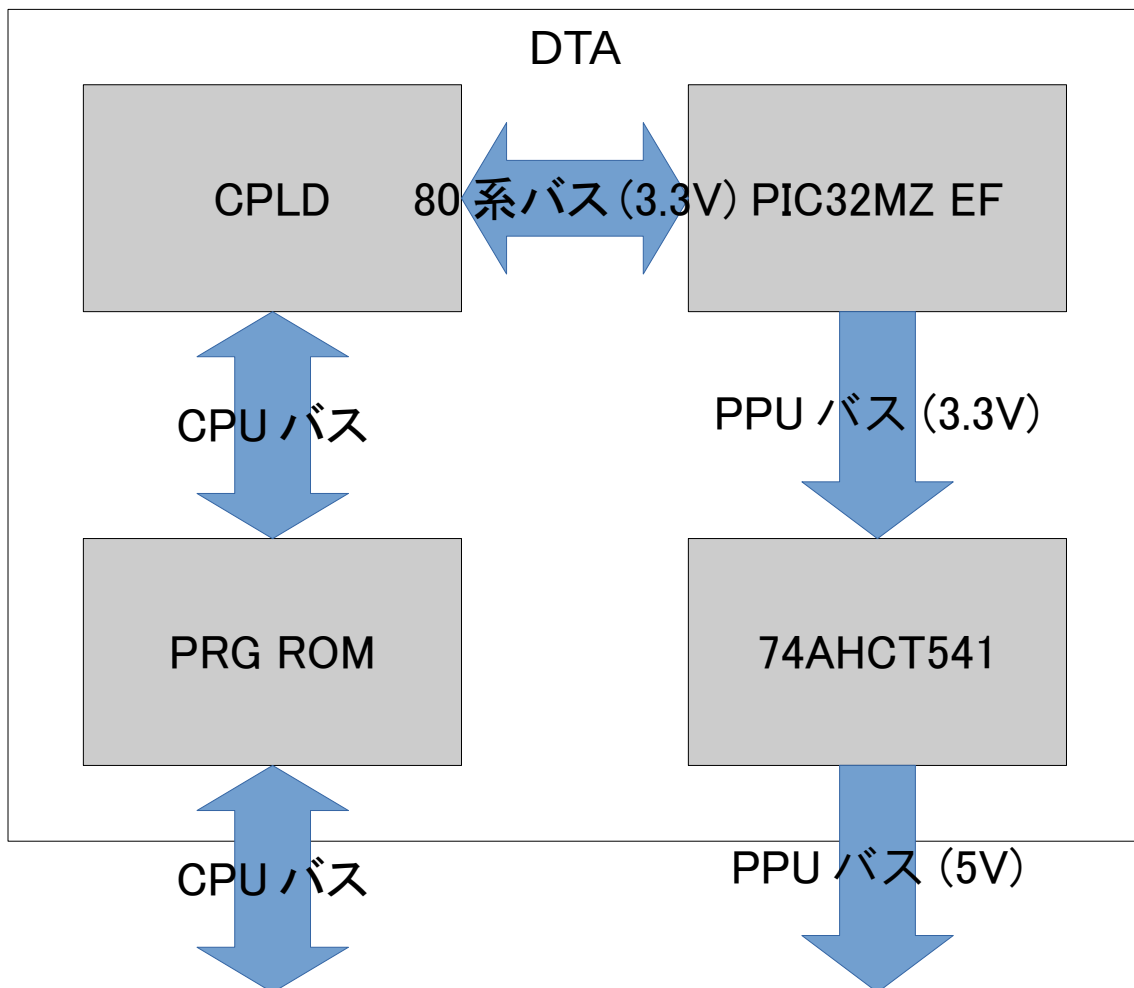 DTA
CPLD
80 系バス (3.3V)
PIC32MZ EF
CPU バス
PPU バス (3.3V)
PRG ROM
74AHCT541
CPU バス
PPU バス (5V)